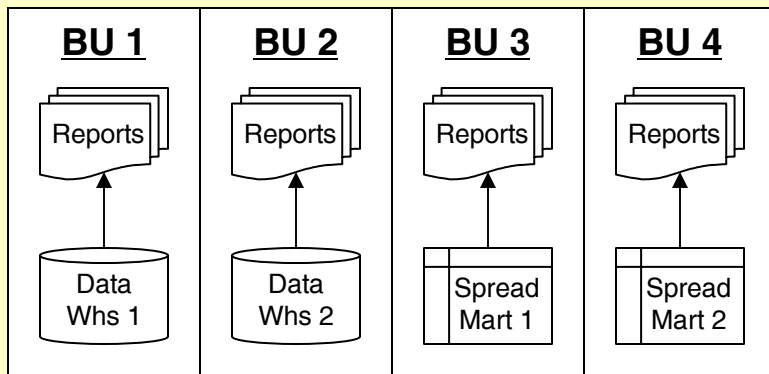 BU 1
Reports
Data
Whs 1
BU 2
Reports
Data
Whs 2
BU 3
Reports
Spread
Mart 1
BU 4
Reports
Spread
Mart 2